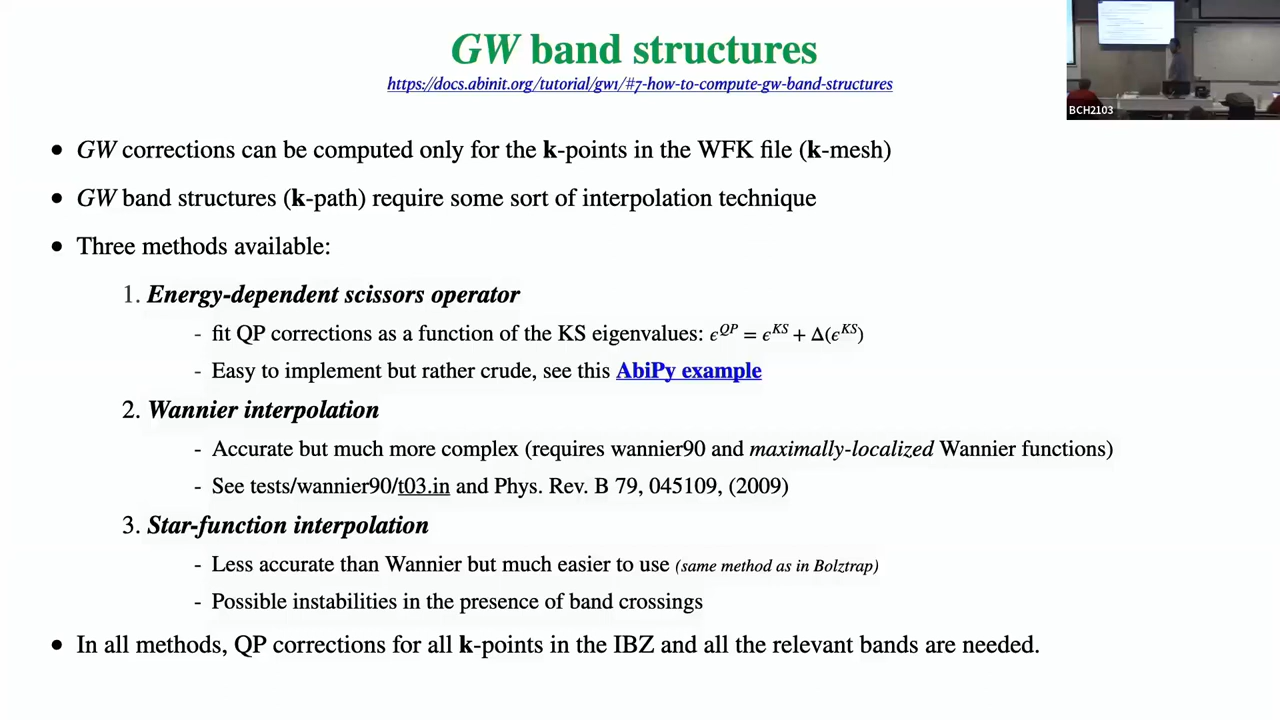 GW band structures
https://docs.abinit.org/tutorial/gw1/#7-how-to-compute-gw-band-structures
BCH2103
• GW corrections can be computed only for the k-points in the WFK file (k-mesh)
• GW band structures (k-path) require some sort of interpolation technique
• Three methods available:
1. Energy-dependent scissors operator
- fit QP corrections as a function of the KS eigenvalues: ϵ^QP = ϵ^KS + Δ(ϵ^KS)
- Easy to implement but rather crude, see this AbiPy example
2. Wannier interpolation
- Accurate but much more complex (requires wannier90 and maximally-localized Wannier functions)
- See tests/wannier90/t03.in and Phys. Rev. B 79, 045109, (2009)
3. Star-function interpolation
- Less accurate than Wannier but much easier to use (same method as in Bolztrap)
- Possible instabilities in the presence of band crossings
• In all methods, QP corrections for all k-points in the IBZ and all the relevant bands are needed.